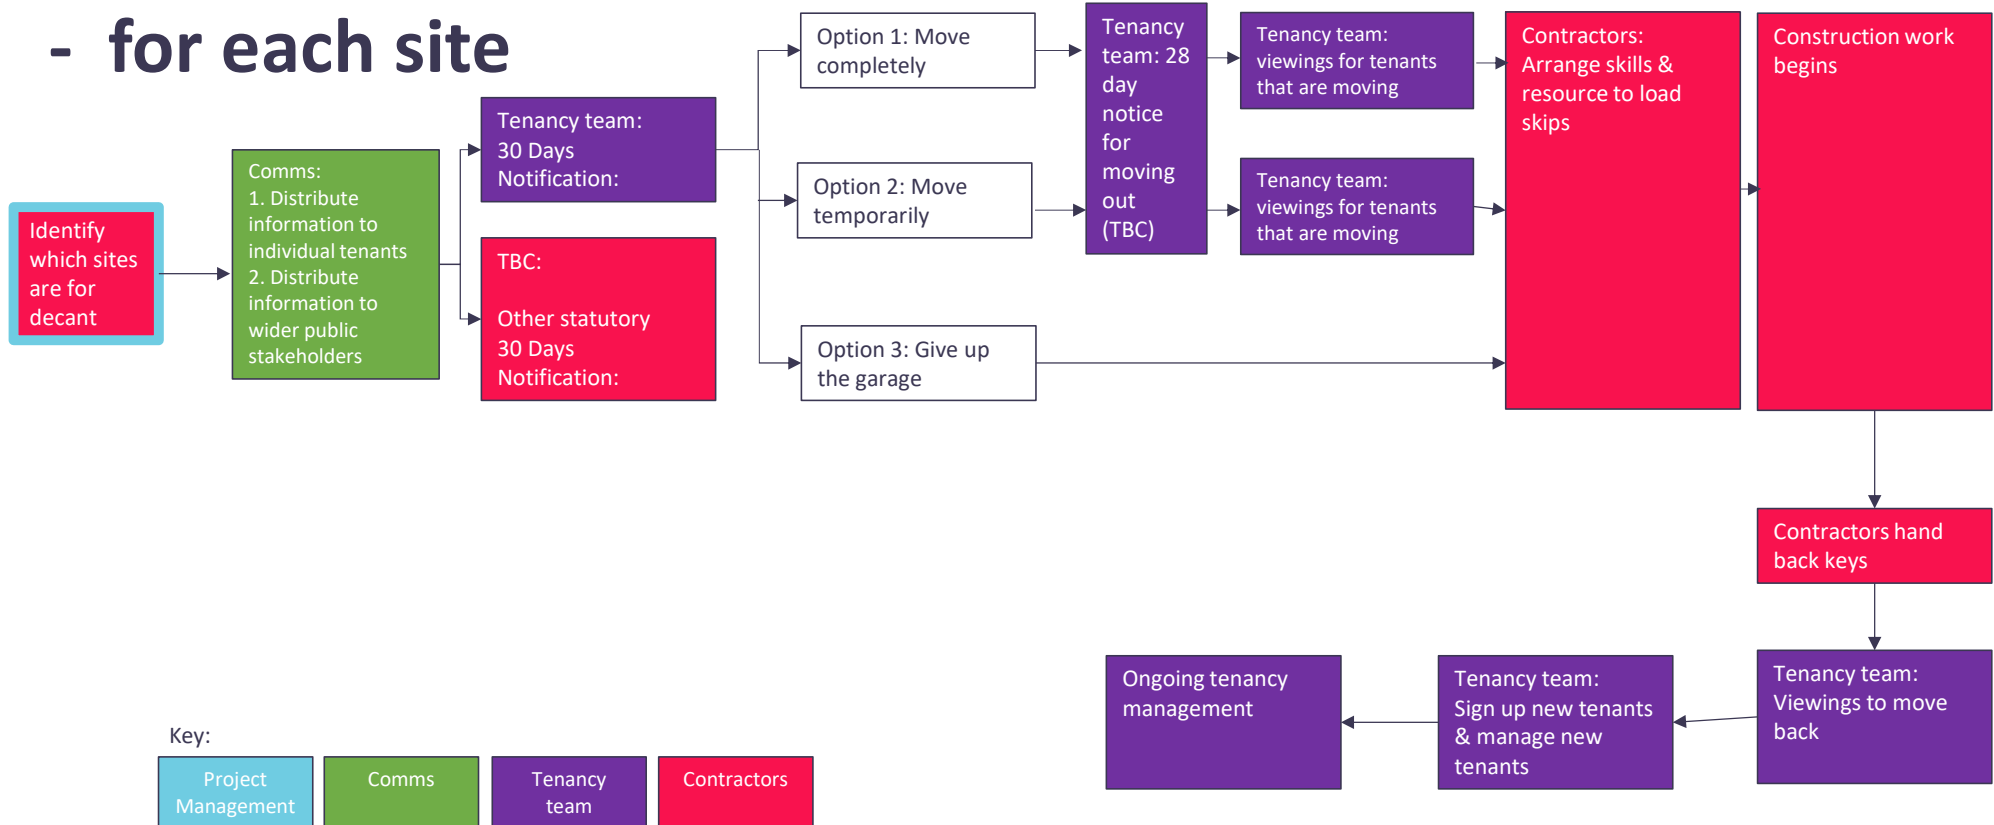 - for each site
Identify
which sites
are for
decant
Comms:
1. Distribute
information to
individual tenants
2. Distribute
information to
wider public
stakeholders
Tenancy team:
30 Days
Notification:
TBC:
Other statutory
30 Days
Notification:
Option 1: Move
completely
Option 2: Move
temporarily
Option 3: Give up
the garage
Tenancy
team: 28
day
notice
for
moving
out
(TBC)
Tenancy team:
viewings for tenants
that are moving
Tenancy team:
viewings for tenants
that are moving
Contractors:
Arrange skills &
resource to load
skips
Construction work
begins
Contractors hand
back keys
Tenancy team:
Viewings to move
back
Tenancy team:
Sign up new tenants
& manage new
tenants
Ongoing tenancy
management
Key:
Project
Management
Comms
Tenancy
team
Contractors